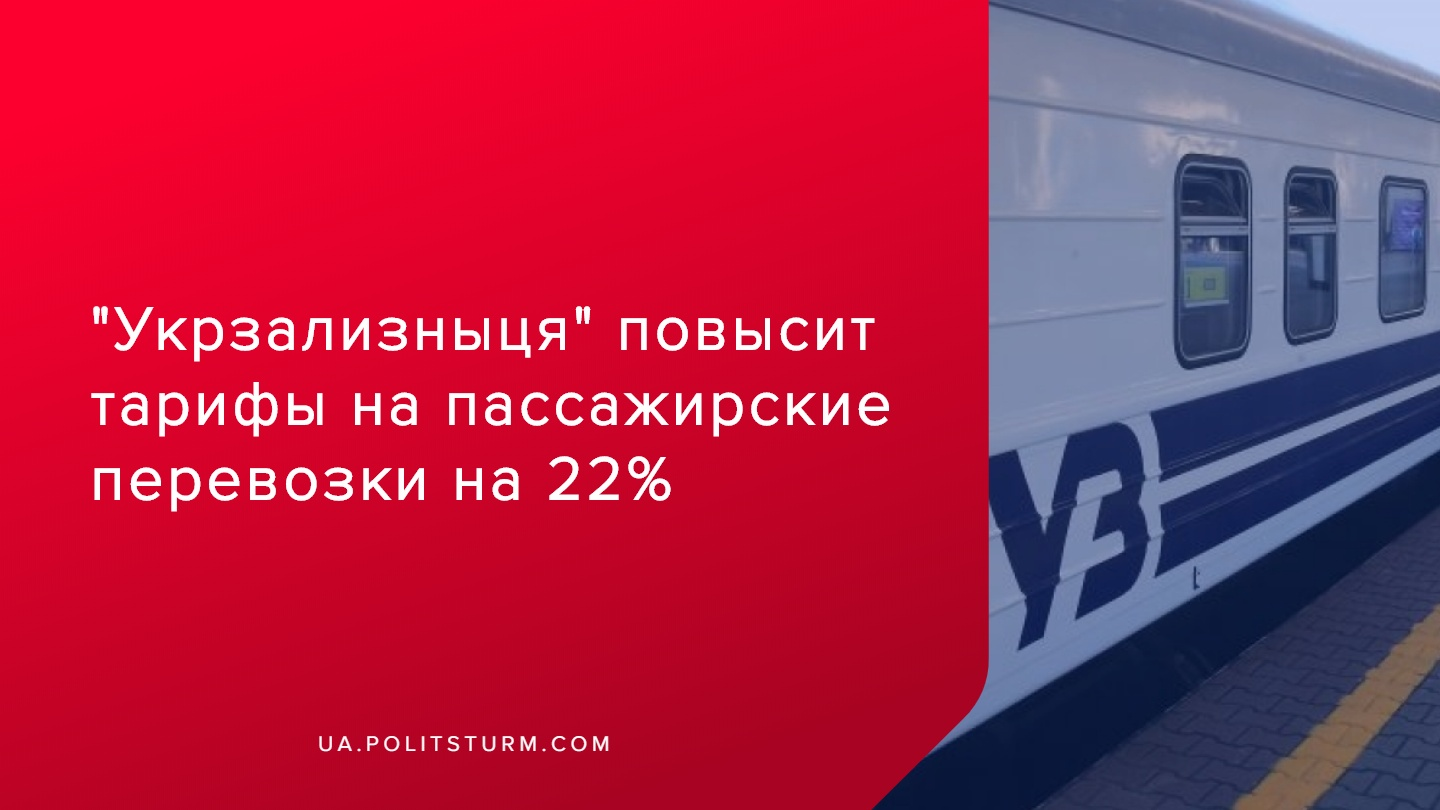 "Укрзализныця" повысит
тарифы на пассажирские
перевозки на 22%
UA.POLITSTURM.COM
УЗ